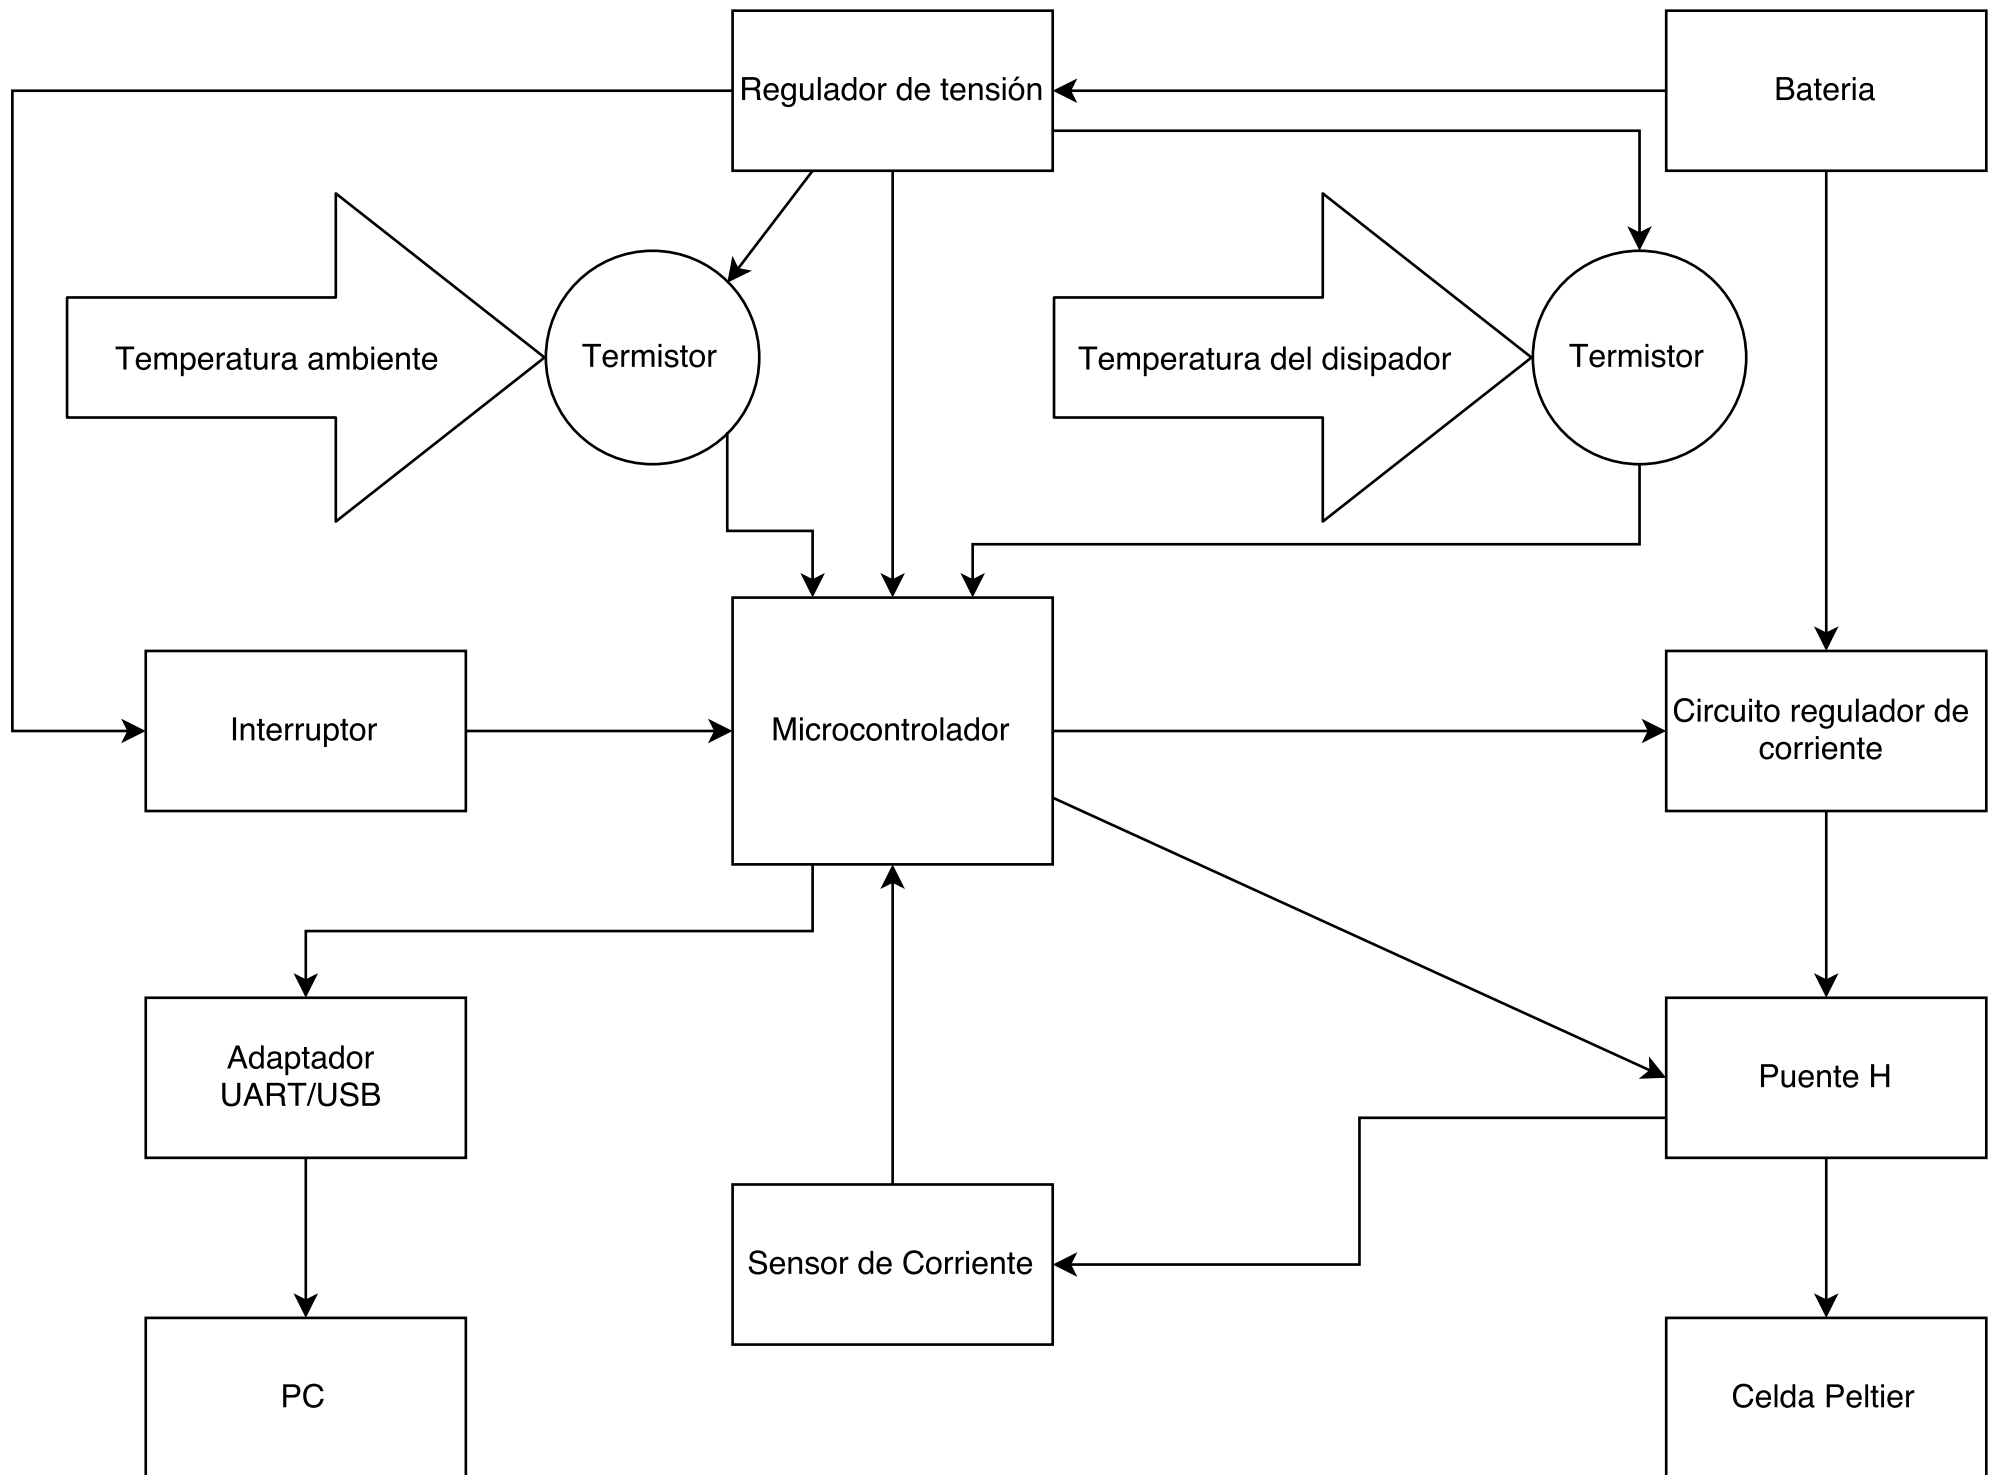 Regulador de tensión
Bateria
Temperatura ambiente
Termistor
Temperatura del disipador
Termistor
Interruptor
Microcontrolador
Circuito regulador de
corriente
Adaptador
UART/USB
Puente H
Sensor de Corriente
PC
Celda Peltier